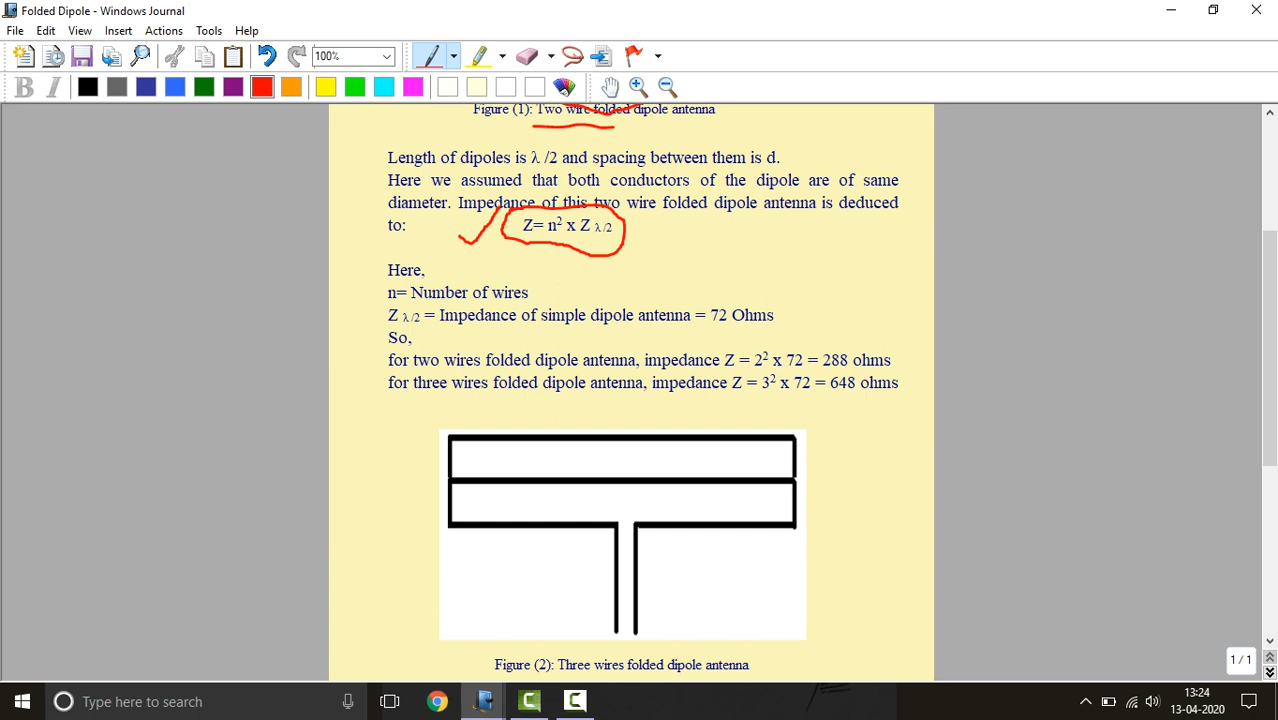 Folded Dipole - Windows Journal
File Edit View Insert Actions Tools Help
100%
B I
Figure (1): Two wire folded dipole antenna
Length of dipoles is λ /2 and spacing between them is d.
Here we assumed that both conductors of the dipole are of same
diameter. Impedance of this two wire folded dipole antenna is deduced
to: Z= n² x Z λ/2
Here,
n= Number of wires
Z λ/2 = Impedance of simple dipole antenna = 72 Ohms
So,
for two wires folded dipole antenna, impedance Z = 2² x 72 = 288 ohms
for three wires folded dipole antenna, impedance Z = 3² x 72 = 648 ohms
Figure (2): Three wires folded dipole antenna
1/1
Type here to search
13:24
13-04-2020